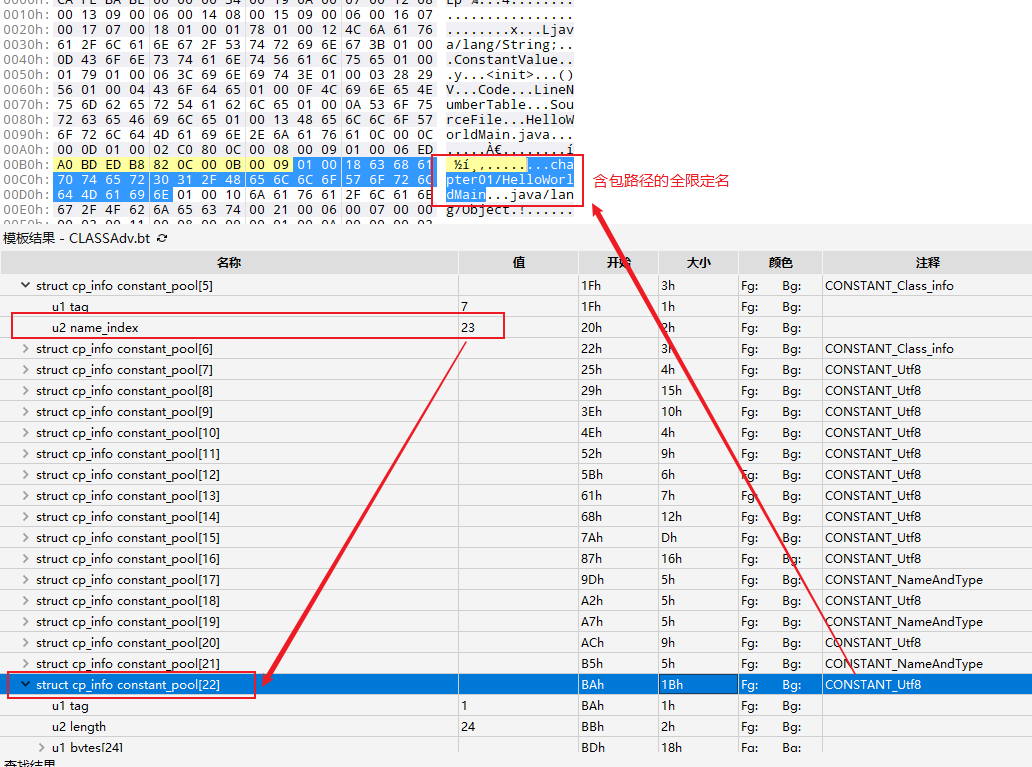 0010h: 00 13 09 00 06 00 14 08 00 15 09 00 06 00 16 07 ................
0020h: 00 17 07 00 18 01 00 01 78 01 00 12 4C 6A 61 76 ........x...Ljav
0030h: 61 2F 6C 61 6E 67 2F 53 74 72 69 6E 67 3B 01 00 a/lang/String;..
0040h: 0D 43 6F 6E 73 74 61 6E 74 56 61 6C 75 65 01 00 .ConstantValue..
0050h: 01 79 01 00 06 3C 69 6E 69 74 3E 01 00 03 28 29 .y...<init>...()
0060h: 56 01 00 04 43 6F 64 65 01 00 0F 4C 69 6E 65 4E V...Code...LineN
0070h: 75 6D 62 65 72 54 61 62 6C 65 01 00 0A 53 6F 75 umberTable...Sou
0080h: 72 63 65 46 69 6C 65 01 00 13 48 65 6C 6C 6F 57 rceFile...HelloW
0090h: 6F 72 6C 64 4D 61 69 6E 2E 6A 61 76 61 0C 00 0C orldMain.java...
00A0h: 00 0D 01 00 02 C0 80 0C 00 08 00 09 01 00 06 ED .....À€........í
00B0h: A0 BD ED B8 82 0C 00 0B 00 09 01 00 18 63 68 61 ½í¸‚........cha
00C0h: 70 74 65 72 30 31 2F 48 65 6C 6C 6F 57 6F 72 6C pter01/HelloWorl
00D0h: 64 4D 61 69 6E 01 00 10 6A 61 76 61 2F 6C 61 6E dMain...java/lan
00E0h: 67 2F 4F 62 6A 65 63 74 00 21 00 06 00 07 00 00 g/Object.!......
含包路径的全限定名
模板结果 - CLASSAdv.bt
名称 值 开始 大小 颜色 注释
struct cp_info constant_pool[5] 1Fh 3h Fg: Bg: CONSTANT_Class_info
u1 tag 7 1Fh 1h Fg: Bg:
u2 name_index 23 20h 2h Fg: Bg:
struct cp_info constant_pool[6] 22h 3h Fg: Bg: CONSTANT_Class_info
struct cp_info constant_pool[7] 25h 4h Fg: Bg: CONSTANT_Utf8
struct cp_info constant_pool[8] 29h 15h Fg: Bg: CONSTANT_Utf8
struct cp_info constant_pool[9] 3Eh 10h Fg: Bg: CONSTANT_Utf8
struct cp_info constant_pool[10] 4Eh 4h Fg: Bg: CONSTANT_Utf8
struct cp_info constant_pool[11] 52h 9h Fg: Bg: CONSTANT_Utf8
struct cp_info constant_pool[12] 5Bh 6h Fg: Bg: CONSTANT_Utf8
struct cp_info constant_pool[13] 61h 7h Fg: Bg: CONSTANT_Utf8
struct cp_info constant_pool[14] 68h 12h Fg: Bg: CONSTANT_Utf8
struct cp_info constant_pool[15] 7Ah Dh Fg: Bg: CONSTANT_Utf8
struct cp_info constant_pool[16] 87h 16h Fg: Bg: CONSTANT_Utf8
struct cp_info constant_pool[17] 9Dh 5h Fg: Bg: CONSTANT_NameAndType
struct cp_info constant_pool[18] A2h 5h Fg: Bg: CONSTANT_Utf8
struct cp_info constant_pool[19] A7h 5h Fg: Bg: CONSTANT_NameAndType
struct cp_info constant_pool[20] ACh 9h Fg: Bg: CONSTANT_Utf8
struct cp_info constant_pool[21] B5h 5h Fg: Bg: CONSTANT_NameAndType
struct cp_info constant_pool[22] BAh 1Bh Fg: Bg: CONSTANT_Utf8
u1 tag 1 BAh 1h Fg: Bg:
u2 length 24 BBh 2h Fg: Bg:
u1 bytes[24] BDh 18h Fg: Bg:
查找结果